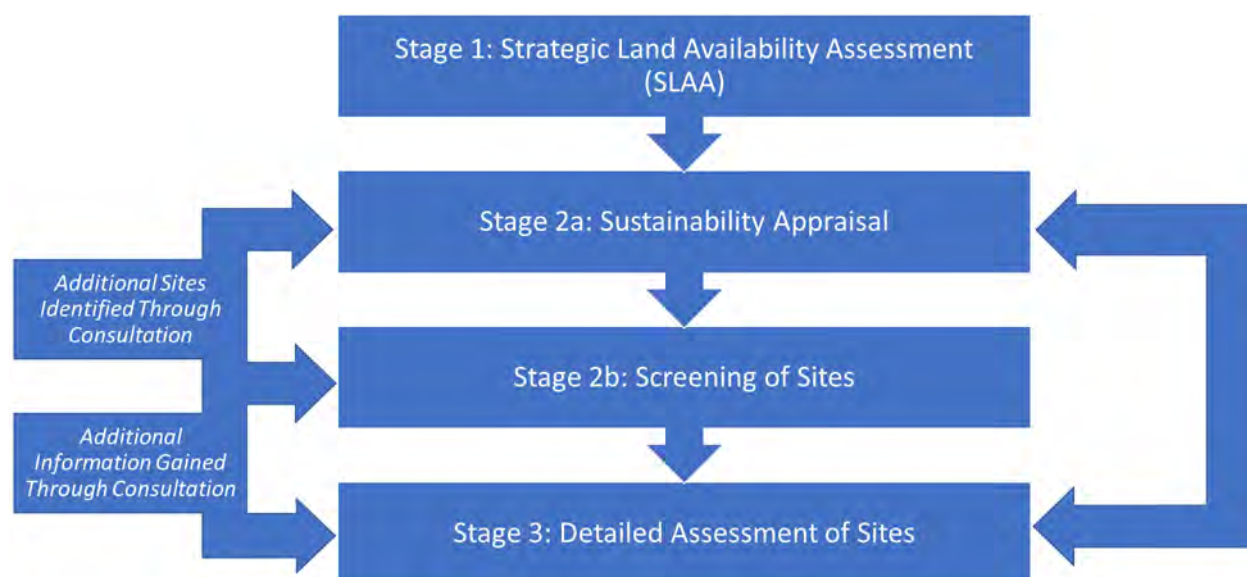 Stage 1: Strategic Land Availability Assessment
(SLAA)
Stage 2a: Sustainability Appraisal
Additional Sites
Identified Through
Consultation
Stage 2b: Screening of Sites
Additional
Information Gained
Through Consultation
Stage 3: Detailed Assessment of Sites